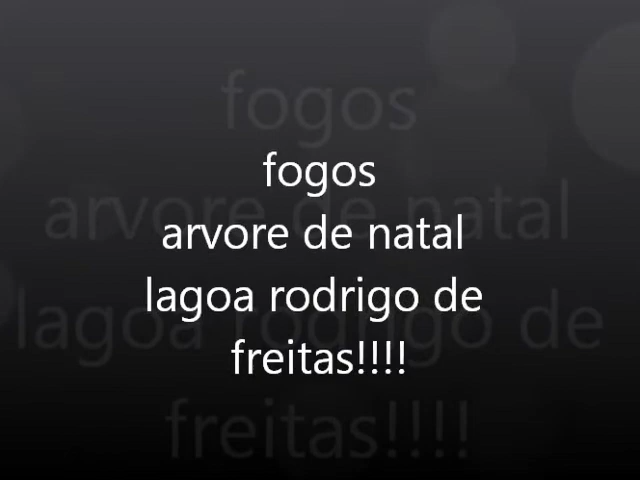 fogos
arvore de natal
lagoa rodrigo de
freitas!!!!